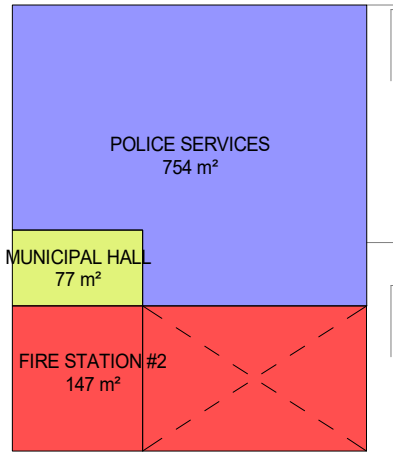 POLICE SERVICES
754 m²
MUNICIPAL HALL
77 m²
FIRE STATION #2
147 m²